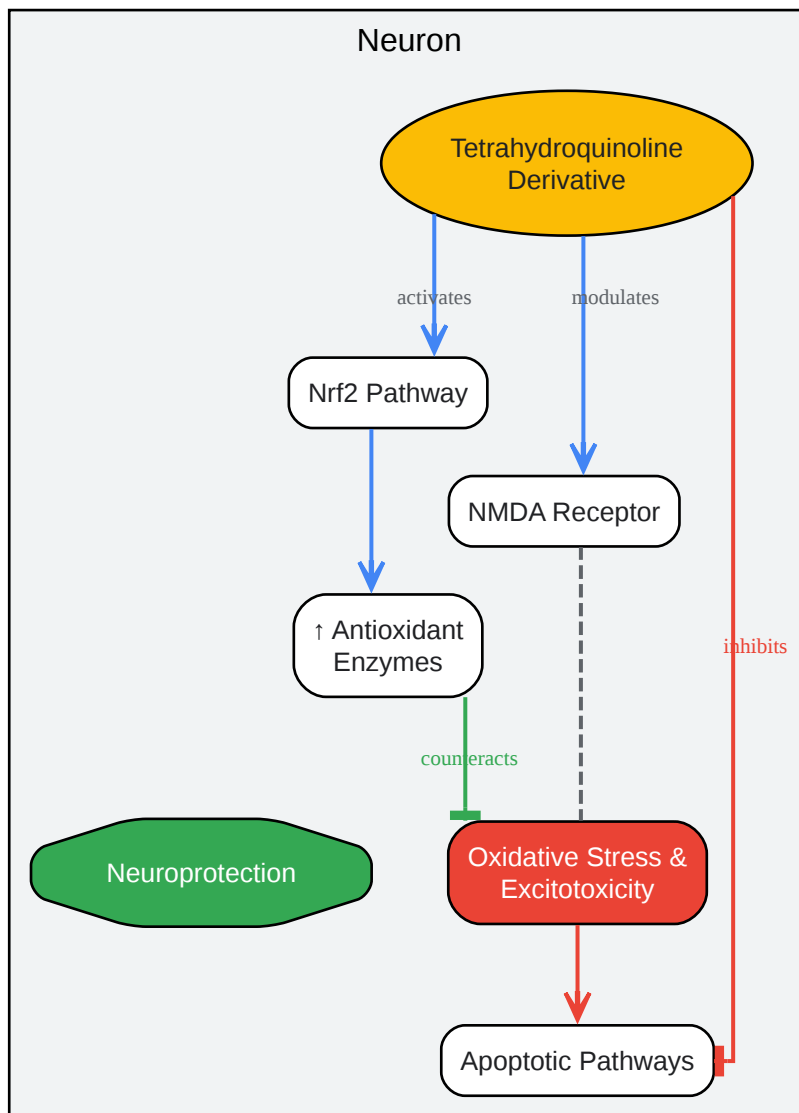 Neuron
Tetrahydroquinoline
Derivative
activates
modulates
Nrf2 Pathway
NMDA Receptor
↑ Antioxidant
Enzymes
inhibits
counteracts
Oxidative Stress &
Excitotoxicity
Neuroprotection
Apoptotic Pathways